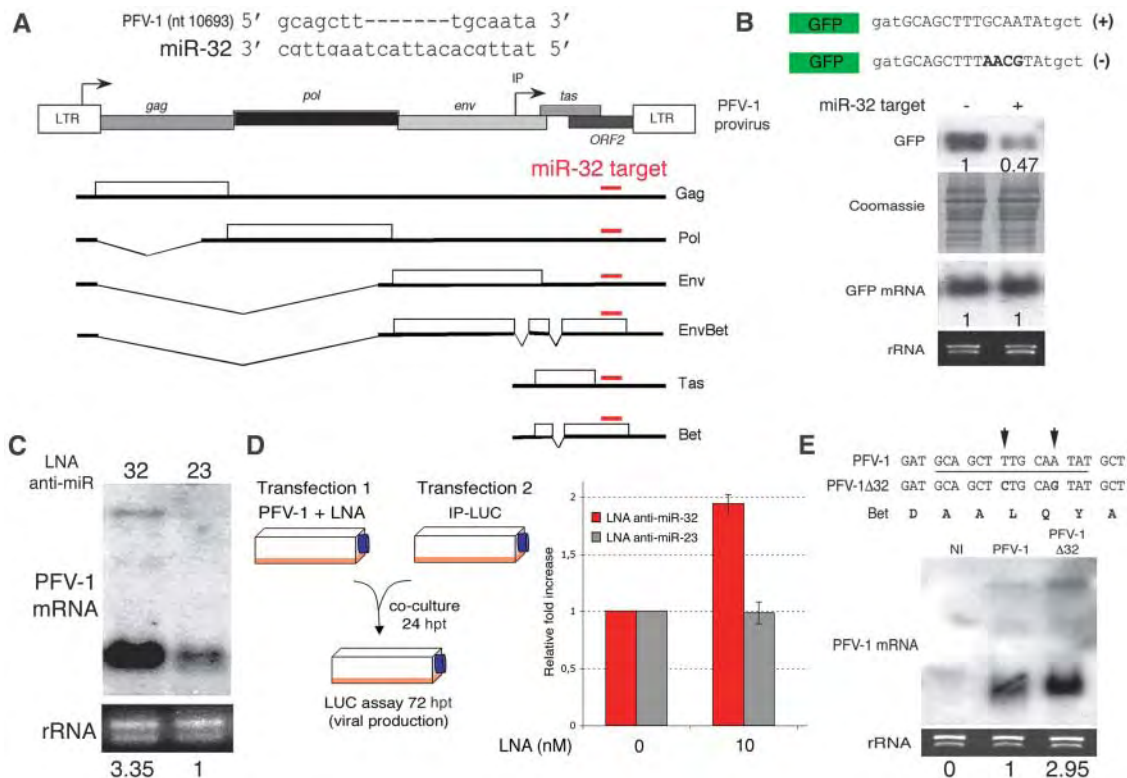 A
PFV-1 (nt 10693) 5' gcagctt-------tgcaata 3'
miR-32 3' cgttgaatcattacacgttat 5'
IP
gag
pol
env
tas
LTR
LTR
ORF2
PFV-1
provirus
miR-32 target
Gag
Pol
Env
EnvBet
Tas
Bet
B
GFP gatGCAGCTTTGCAATAtgct (+)
GFP gatGCAGCTTTAACGTAtgct (-)
miR-32 target - +
GFP
1 0.47
Coomassie
GFP mRNA
1 1
rRNA
C
LNA
anti-miR
32 23
PFV-1
mRNA
rRNA
3.35 1
D
Transfection 1
PFV-1 + LNA
Transfection 2
IP-LUC
co-culture
24 hpt
LUC assay 72 hpt
(viral production)
Relative fold increase
2
1,5
1
0,5
0
LNA anti-miR-32
LNA anti-miR-23
LNA (nM) 0 10
E
PFV-1 GAT GCA GCT TTG CAA TAT GCT
PFV-1Δ32 GAT GCA GCT CTG CAG TAT GCT
Bet D A A L Q Y A
NI PFV-1 PFV-1
Δ32
PFV-1 mRNA
rRNA
0 1 2.95